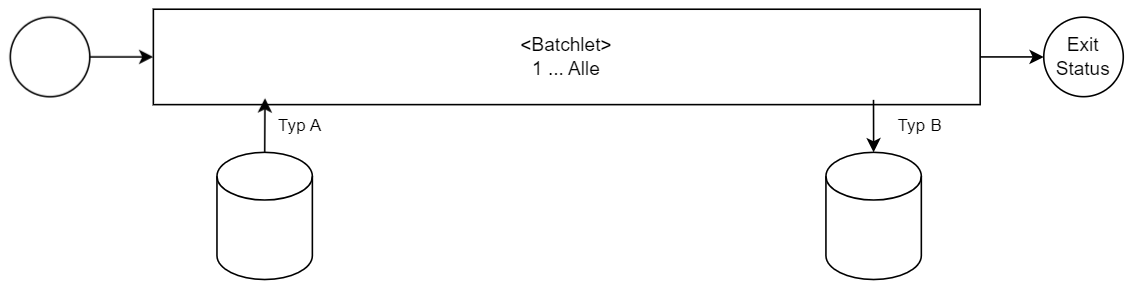 <Batchlet>
1 ... Alle
Exit
Status
Typ A
Typ B